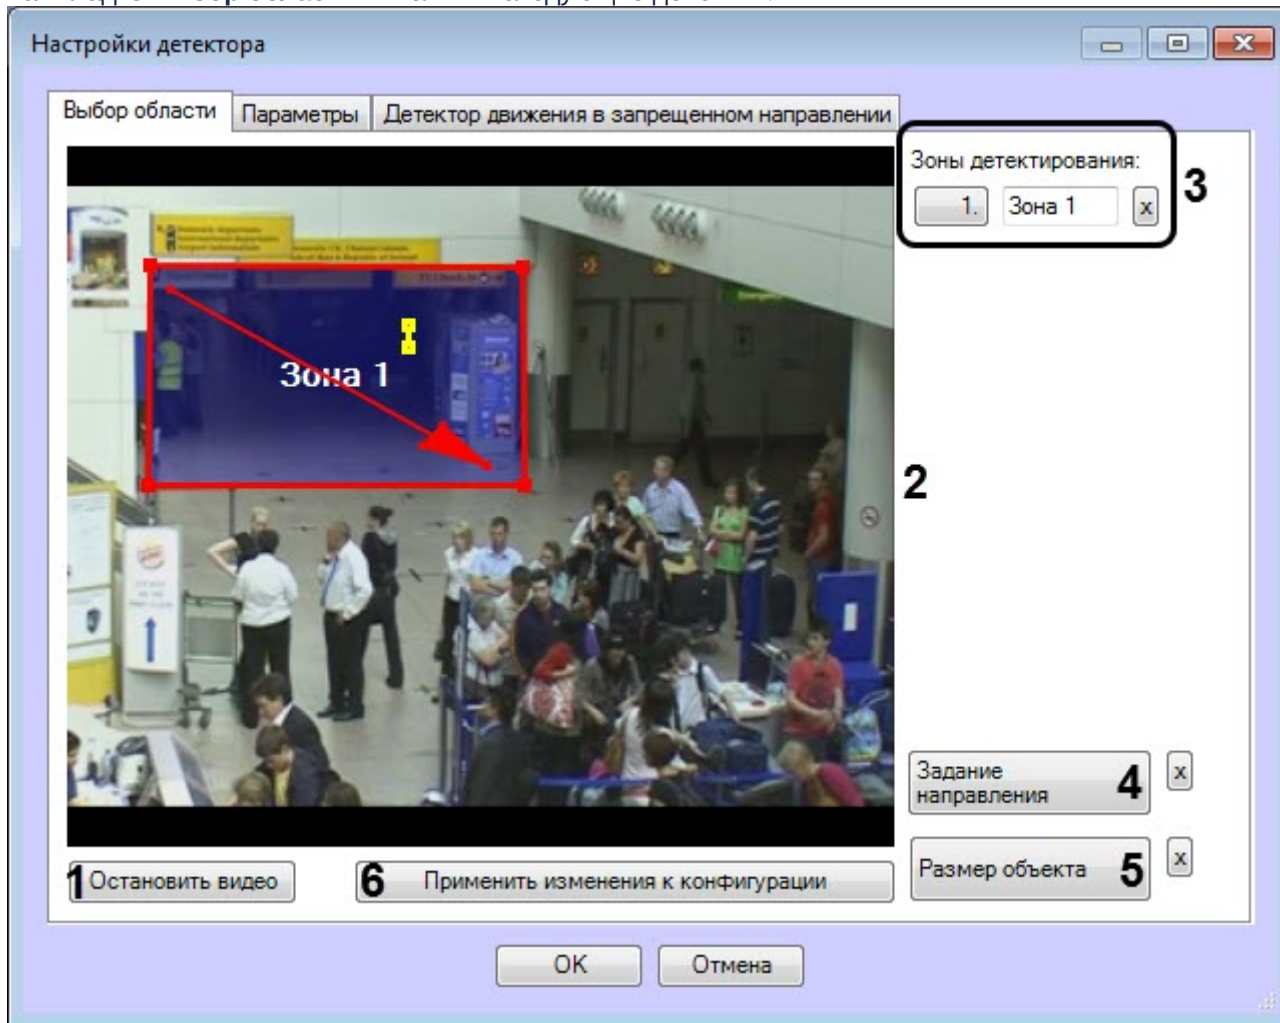 Настройки детектора
Выбор области
Параметры
Детектор движения в запрещенном направлении
Зоны детектирования:
1.
Зона 1
x
3
Зона 1
2
Задание
направления
4
x
Размер объекта
5
x
1
Остановить видео
6
Применить изменения к конфигурации
OK
Отмена